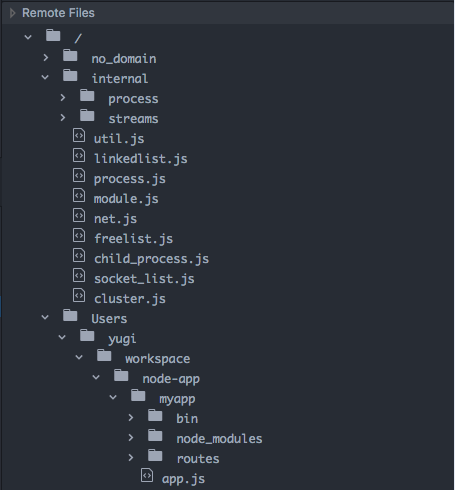 Remote Files
/
no_domain
internal
process
streams
util.js
linkedlist.js
process.js
module.js
net.js
freelist.js
child_process.js
socket_list.js
cluster.js
Users
yugi
workspace
node-app
myapp
bin
node_modules
routes
app.js